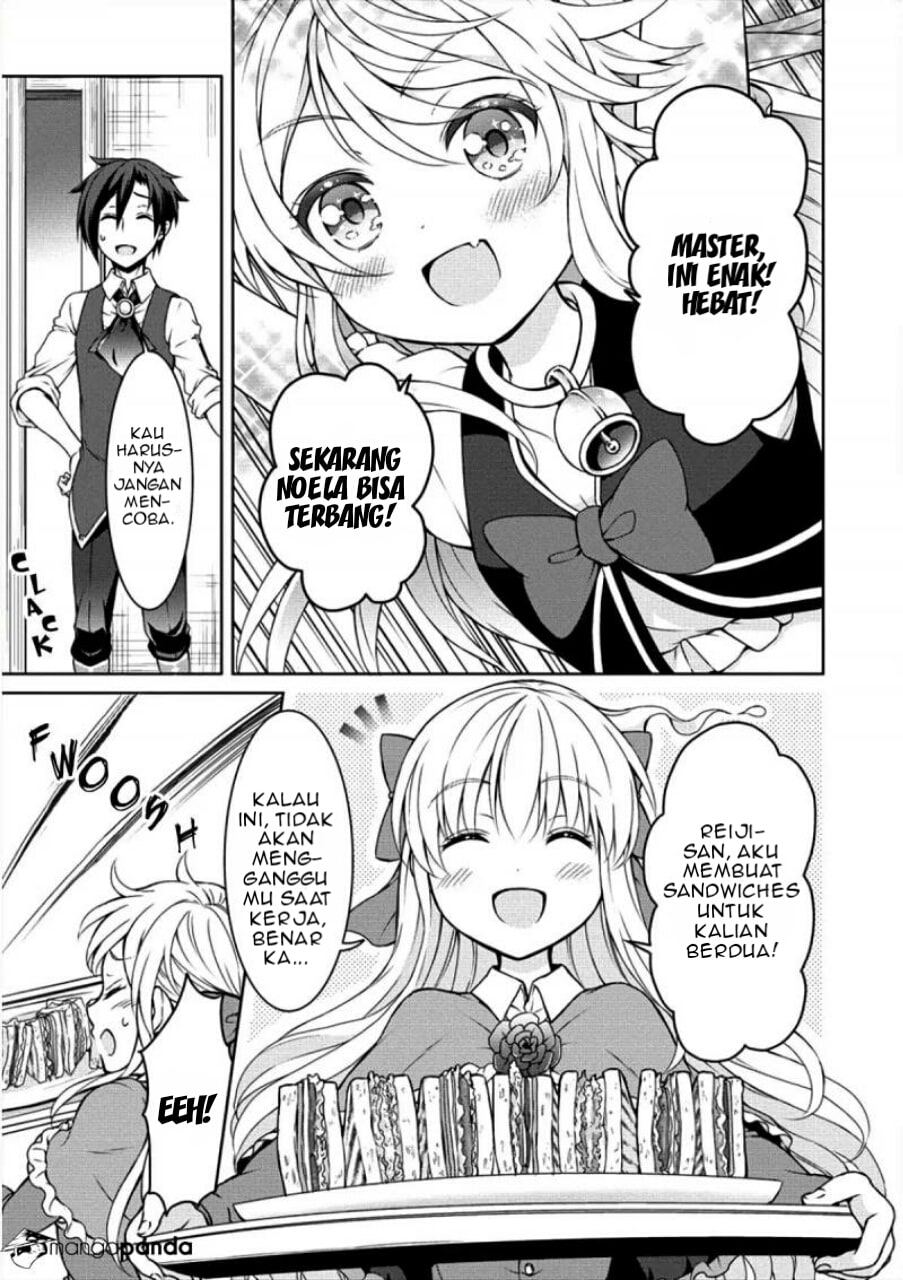 MASTER,
INI ENAK!
HEBAT!
SEKARANG
NOELA BISA
TERBANG!
KAU
HARUS-
NYA
JANGAN
MEN-
COBA.
CLACK
REIJI-
SAN, AKU
MEMBUAT
SANDWICHES
UNTUK
KALIAN
BERDUA!
KALAU
INI, TIDAK
AKAN
MENG-
GANGGU
MU SAAT
KERJA,
BENAR
KA...
FWOOSH
EEH!
mangapanda